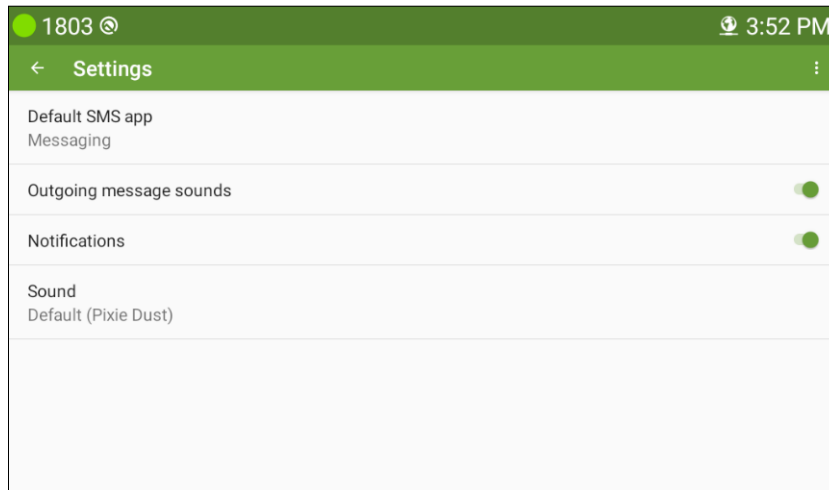 1803
3:52 PM
Settings
Default SMS app
Messaging
Outgoing message sounds
Notifications
Sound
Default (Pixie Dust)